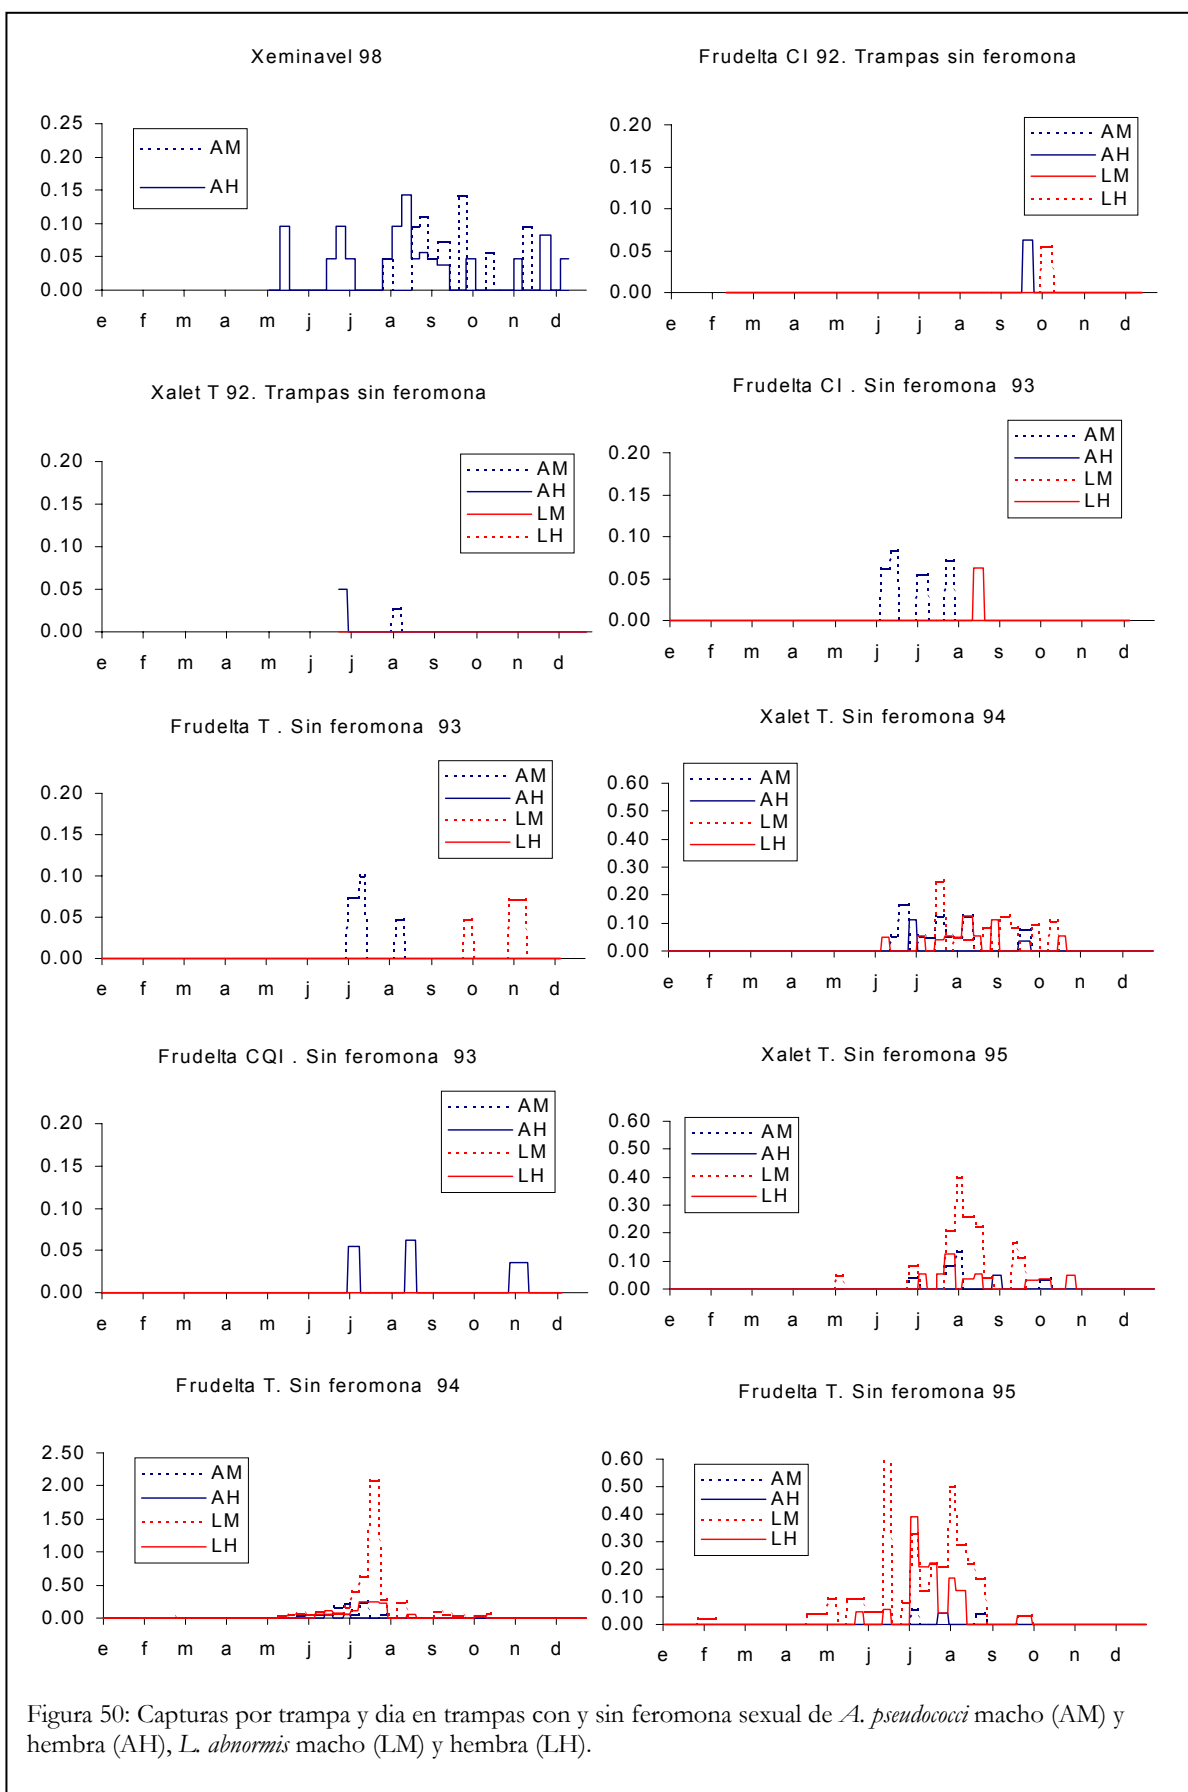 Xeminavel 98
0.25
0.20
0.15
0.10
0.05
0.00
AM
AH
e f m a m j j a s o n d
Frudelta CI 92. Trampas sin feromona
0.20
0.15
0.10
0.05
0.00
AM
AH
LM
LH
e f m a m j j a s o n d
Xalet T 92. Trampas sin feromona
0.20
0.15
0.10
0.05
0.00
AM
AH
LM
LH
e f m a m j j a s o n d
Frudelta CI . Sin feromona 93
0.20
0.15
0.10
0.05
0.00
AM
AH
LM
LH
e f m a m j j a s o n d
Frudelta T . Sin feromona 93
0.20
0.15
0.10
0.05
0.00
AM
AH
LM
LH
e f m a m j j a s o n d
Xalet T. Sin feromona 94
0.60
0.50
0.40
0.30
0.20
0.10
0.00
AM
AH
LM
LH
e f m a m j j a s o n d
Frudelta CQI . Sin feromona 93
0.20
0.15
0.10
0.05
0.00
AM
AH
LM
LH
e f m a m j j a s o n d
Xalet T. Sin feromona 95
0.60
0.50
0.40
0.30
0.20
0.10
0.00
AM
AH
LM
LH
e f m a m j j a s o n d
Frudelta T. Sin feromona 94
2.50
2.00
1.50
1.00
0.50
0.00
AM
AH
LM
LH
e f m a m j j a s o n d
Frudelta T. Sin feromona 95
0.60
0.50
0.40
0.30
0.20
0.10
0.00
AM
AH
LM
LH
e f m a m j j a s o n d
Figura 50: Capturas por trampa y dia en trampas con y sin feromona sexual de A. pseudococci macho (AM) y
hembra (AH), L. abnormis macho (LM) y hembra (LH).